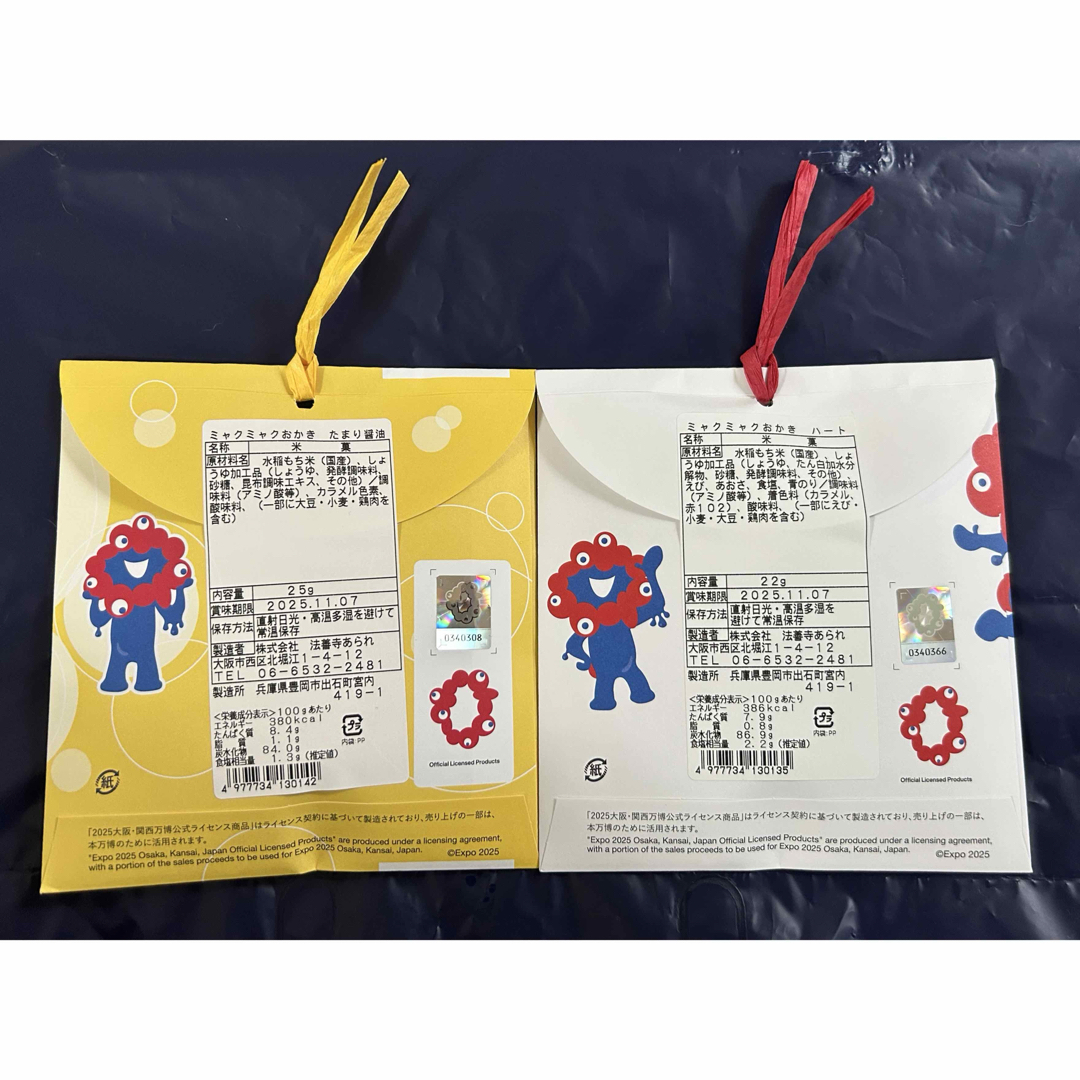 ミャクミャクおかき たまり醤油
名称 米 菓
原材料名 水稲もち米(国産)、しょ
うゆ加工品(しょうゆ、発酵調味料、
砂糖、昆布調味エキス、その他)/調
味料(アミノ酸等)、カラメル色素、
酸味料、(一部に大豆・小麦・鶏肉を
含む)
内容量 25g
賞味期限 2025.11.07
保存方法 直射日光・高温多湿を避けて
常温保存
製造者 株式会社 法善寺あられ
大阪市西区北堀江1-4-12
TEL 06-6532-2481
製造所 兵庫県豊岡市出石町宮内
419-1
<栄養成分表示>100gあたり
エネルギー 380kcal
たんぱく質 8.4g
脂質 1.1g
炭水化物 84.0g
食塩相当量 1.3g(推定値)
プラ
内袋:PP
4 977734 130142
紙
0340308
Official Licensed Products
「2025大阪・関西万博公式ライセンス商品」はライセンス契約に基づいて製造されており、売り上げの一部は、
本万博のために活用されます。
"Expo 2025 Osaka, Kansai, Japan Official Licensed Products" are produced under a licensing agreement,
with a portion of the sales proceeds to be used for Expo 2025 Osaka, Kansai, Japan.
©Expo 2025
ミャクミャクおかき ハート
名称 米 菓
原材料名 水稲もち米(国産)、しょ
うゆ加工品(しょうゆ、たん白加水分
解物、砂糖、発酵調味料、その他)、
えび、あおさ、食塩、青のり/調味料
(アミノ酸等)、着色料(カラメル、
赤102)、酸味料、(一部にえび・
小麦・大豆・鶏肉を含む)
内容量 22g
賞味期限 2025.11.07
保存方法 直射日光・高温多湿を
避けて常温保存
製造者 株式会社 法善寺あられ
大阪市西区北堀江1-4-12
TEL 06-6532-2481
製造所 兵庫県豊岡市出石町宮内
419-1
<栄養成分表示>100gあたり
エネルギー 386kcal
たんぱく質 7.9g
脂質 0.8g
炭水化物 86.9g
食塩相当量 2.2g(推定値)
プラ
内袋:PP
4 977734 130135
紙
0340366
Official Licensed Products
「2025大阪・関西万博公式ライセンス商品」はライセンス契約に基づいて製造されており、売り上げの一部は、
本万博のために活用されます。
"Expo 2025 Osaka, Kansai, Japan Official Licensed Products" are produced under a licensing agreement,
with a portion of the sales proceeds to be used for Expo 2025 Osaka, Kansai, Japan.
©Expo 2025